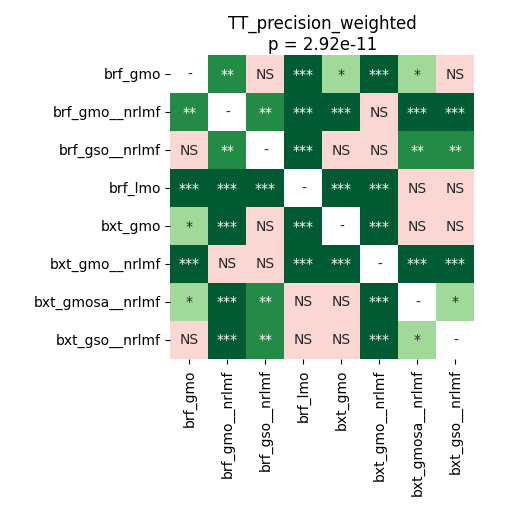 TT_precision_weighted
p = 2.92e-11
brf_gmo - ** NS *** * *** * NS
brf_gmo__nrlmf ** - ** *** *** NS *** ***
brf_gso__nrlmf NS ** - *** NS NS ** **
brf_lmo *** *** *** - *** *** NS NS
bxt_gmo * *** NS *** - *** NS NS
bxt_gmo__nrlmf *** NS NS *** *** - *** ***
bxt_gmosa__nrlmf * *** ** NS NS *** - *
bxt_gso__nrlmf NS *** ** NS NS *** * -
brf_gmo
brf_gmo__nrlmf
brf_gso__nrlmf
brf_lmo
bxt_gmo
bxt_gmo__nrlmf
bxt_gmosa__nrlmf
bxt_gso__nrlmf